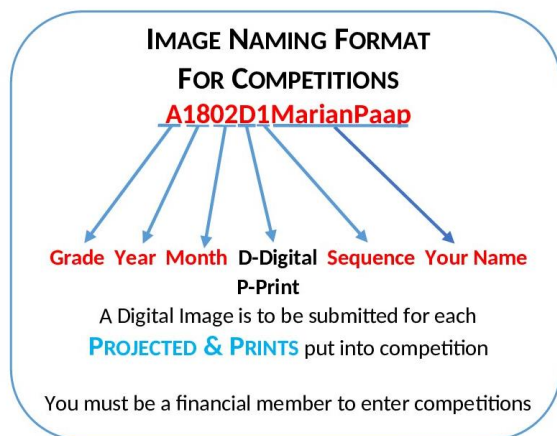 IMAGE NAMING FORMAT
FOR COMPETITIONS
A1802D1MarianPaap
Grade Year Month D-Digital Sequence Your Name
P-Print
A Digital Image is to be submitted for each
PROJECTED & PRINTS put into competition
You must be a financial member to enter competitions